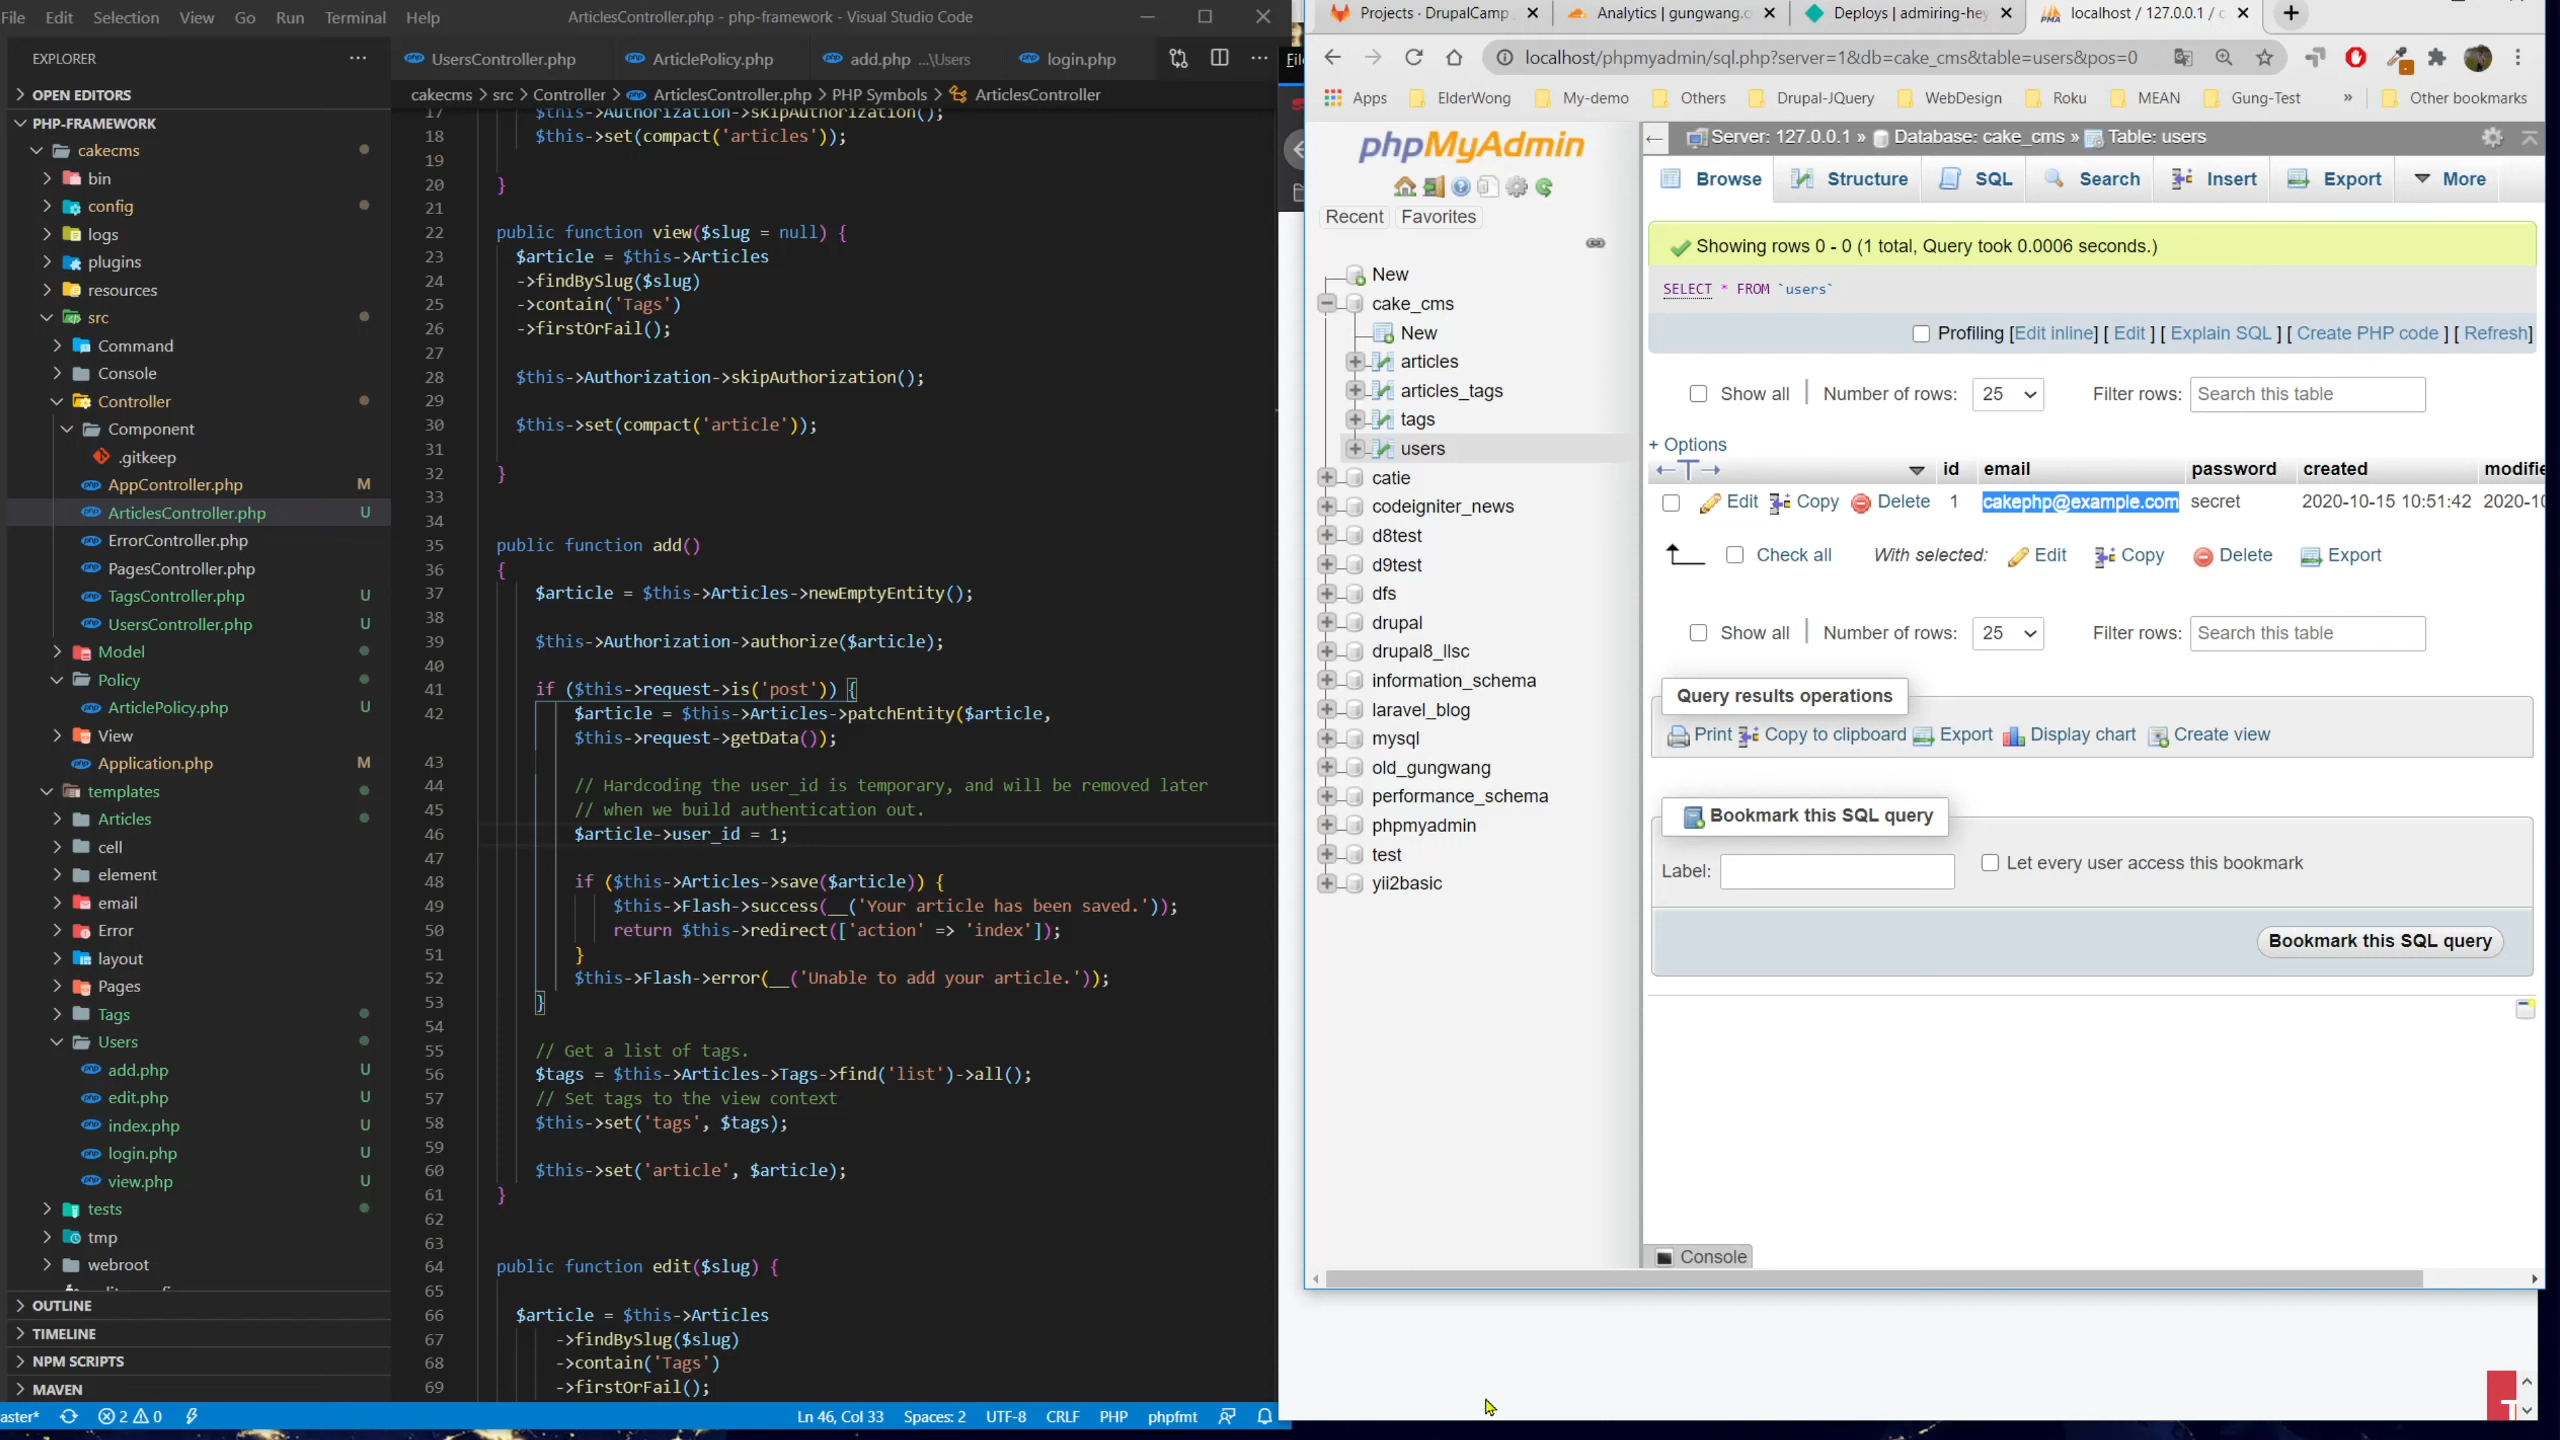 File Edit Selection View Go Run Terminal Help
ArticlesController.php - php-framework - Visual Studio Code
EXPLORER
OPEN EDITORS
PHP-FRAMEWORK
cakecms
bin
config
logs
plugins
resources
src
Command
Console
Controller
Component
.gitkeep
AppController.php M
ArticlesController.php U
ErrorController.php
PagesController.php
TagsController.php U
UsersController.php U
Model
Policy
ArticlePolicy.php U
View
Application.php M
templates
Articles
cell
element
email
Error
layout
Pages
Tags
Users
add.php U
edit.php U
index.php U
login.php U
view.php U
tests
tmp
webroot
OUTLINE
TIMELINE
NPM SCRIPTS
MAVEN
UsersController.php ArticlePolicy.php add.php ...\Users login.php
cakecms > src > Controller > ArticlesController.php > PHP Symbols > ArticlesController
17 $this->Authorization->skipAuthorization();
18 $this->set(compact('articles'));
19
20 }
21
22 public function view($slug = null) {
23 $article = $this->Articles
24 ->findBySlug($slug)
25 ->contain('Tags')
26 ->firstOrFail();
27
28 $this->Authorization->skipAuthorization();
29
30 $this->set(compact('article'));
31
32 }
33
34
35 public function add()
36 {
37 $article = $this->Articles->newEmptyEntity();
38
39 $this->Authorization->authorize($article);
40
41 if ($this->request->is('post')) {
42 $article = $this->Articles->patchEntity($article,
$this->request->getData());
43
44 // Hardcoding the user_id is temporary, and will be removed later
45 // when we build authentication out.
46 $article->user_id = 1;
47
48 if ($this->Articles->save($article)) {
49 $this->Flash->success(__('Your article has been saved.'));
50 return $this->redirect(['action' => 'index']);
51 }
52 $this->Flash->error(__('Unable to add your article.'));
53 }
54
55 // Get a list of tags.
56 $tags = $this->Articles->Tags->find('list')->all();
57 // Set tags to the view context
58 $this->set('tags', $tags);
59
60 $this->set('article', $article);
61 }
62
63
64 public function edit($slug) {
65
66 $article = $this->Articles
67 ->findBySlug($slug)
68 ->contain('Tags')
69 ->firstOrFail();
aster* 2 0 Ln 46, Col 33 Spaces: 2 UTF-8 CRLF PHP phpfmt
Projects · DrupalCamp Analytics | gungwang.c Deploys | admiring-hey localhost / 127.0.0.1 / c
localhost/phpmyadmin/sql.php?server=1&db=cake_cms&table=users&pos=0
Apps ElderWong My-demo Others Drupal-JQuery WebDesign Roku MEAN Gung-Test » Other bookmarks
phpMyAdmin
Recent Favorites
New
cake_cms
New
articles
articles_tags
tags
users
catie
codeigniter_news
d8test
d9test
dfs
drupal
drupal8_llsc
information_schema
laravel_blog
mysql
old_gungwang
performance_schema
phpmyadmin
test
yii2basic
Server: 127.0.0.1 » Database: cake_cms » Table: users
Browse Structure SQL Search Insert Export More
Showing rows 0 - 0 (1 total, Query took 0.0006 seconds.)
SELECT * FROM `users`
Profiling [Edit inline] [ Edit ] [ Explain SQL ] [ Create PHP code ] [ Refresh]
Show all | Number of rows: 25 Filter rows: Search this table
+ Options
←T→ id email password created modifie
Edit Copy Delete 1 cakephp@example.com secret 2020-10-15 10:51:42 2020-10
Check all With selected: Edit Copy Delete Export
Show all | Number of rows: 25 Filter rows: Search this table
Query results operations
Print Copy to clipboard Export Display chart Create view
Bookmark this SQL query
Label: Let every user access this bookmark
Bookmark this SQL query
Console